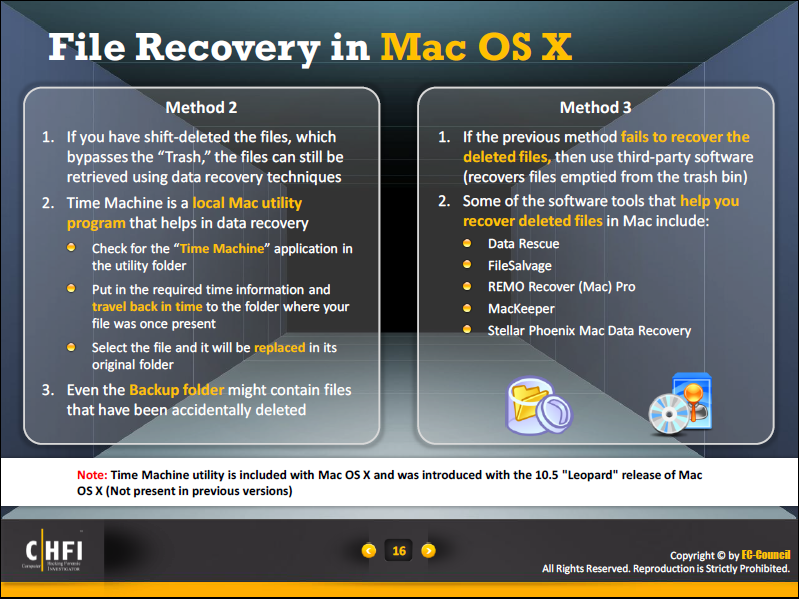 File Recovery in Mac OS X
Method 2
1. If you have shift-deleted the files, which
bypasses the “Trash,” the files can still be
retrieved using data recovery techniques
2. Time Machine is a local Mac utility
program that helps in data recovery
Check for the “Time Machine” application in
the utility folder
Put in the required time information and
travel back in time to the folder where your
file was once present
Select the file and it will be replaced in its
original folder
3. Even the Backup folder might contain files
that have been accidentally deleted
Method 3
1. If the previous method fails to recover the
deleted files, then use third-party software
(recovers files emptied from the trash bin)
2. Some of the software tools that help you
recover deleted files in Mac include:
Data Rescue
FileSalvage
REMO Recover (Mac) Pro
MacKeeper
Stellar Phoenix Mac Data Recovery
Note: Time Machine utility is included with Mac OS X and was introduced with the 10.5 "Leopard" release of Mac
OS X (Not present in previous versions)
CHFI
Computer Hacking Forensic
INVESTIGATOR
16
Copyright © by EC-Council
All Rights Reserved. Reproduction is Strictly Prohibited.